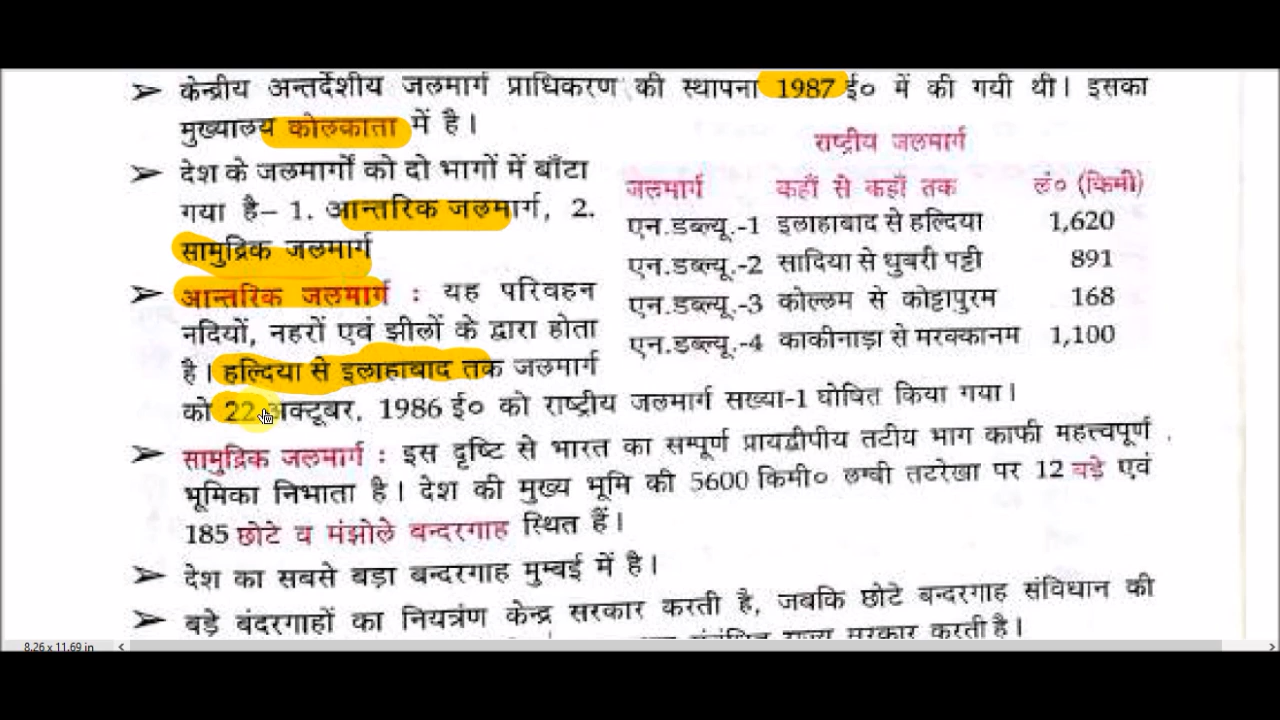 ➢ केन्द्रीय अन्तर्देशीय जलमार्ग प्राधिकरण की स्थापना 1987 ई० में की गयी थी। इसका
मुख्यालय कोलकाता में है।
➢ देश के जलमार्गों को दो भागों में बाँटा
गया है– 1. आन्तरिक जलमार्ग, 2.
सामुद्रिक जलमार्ग
➢ आन्तरिक जलमार्ग : यह परिवहन
नदियों, नहरों एवं झीलों के द्वारा होता
है। हल्दिया से इलाहाबाद तक जलमार्ग
राष्ट्रीय जलमार्ग
जलमार्ग कहाँ से कहाँ तक लं० (किमी)
एन.डब्ल्यू.-1 इलाहाबाद से हल्दिया 1,620
एन.डब्ल्यू.-2 सादिया से धुबरी पट्टी 891
एन.डब्ल्यू.-3 कोल्लम से कोट्टापुरम 168
एन.डब्ल्यू.-4 काकीनाड़ा से मरक्कानम 1,100
को 22 अक्टूबर, 1986 ई० को राष्ट्रीय जलमार्ग सख्या-1 घोषित किया गया।
➢ सामुद्रिक जलमार्ग : इस दृष्टि से भारत का सम्पूर्ण प्रायद्वीपीय तटीय भाग काफी महत्त्वपूर्ण
भूमिका निभाता है। देश की मुख्य भूमि की 5600 किमी० लम्बी तटरेखा पर 12 बड़े एवं
185 छोटे व मंझोले बन्दरगाह स्थित हैं।
➢ देश का सबसे बड़ा बन्दरगाह मुम्बई में है।
➢ बड़े बंदरगाहों का नियत्रंण केन्द्र सरकार करती है, जबकि छोटे बन्दरगाह संविधान की
राज्य सरकार करती है।
8.26 x 11.69 in